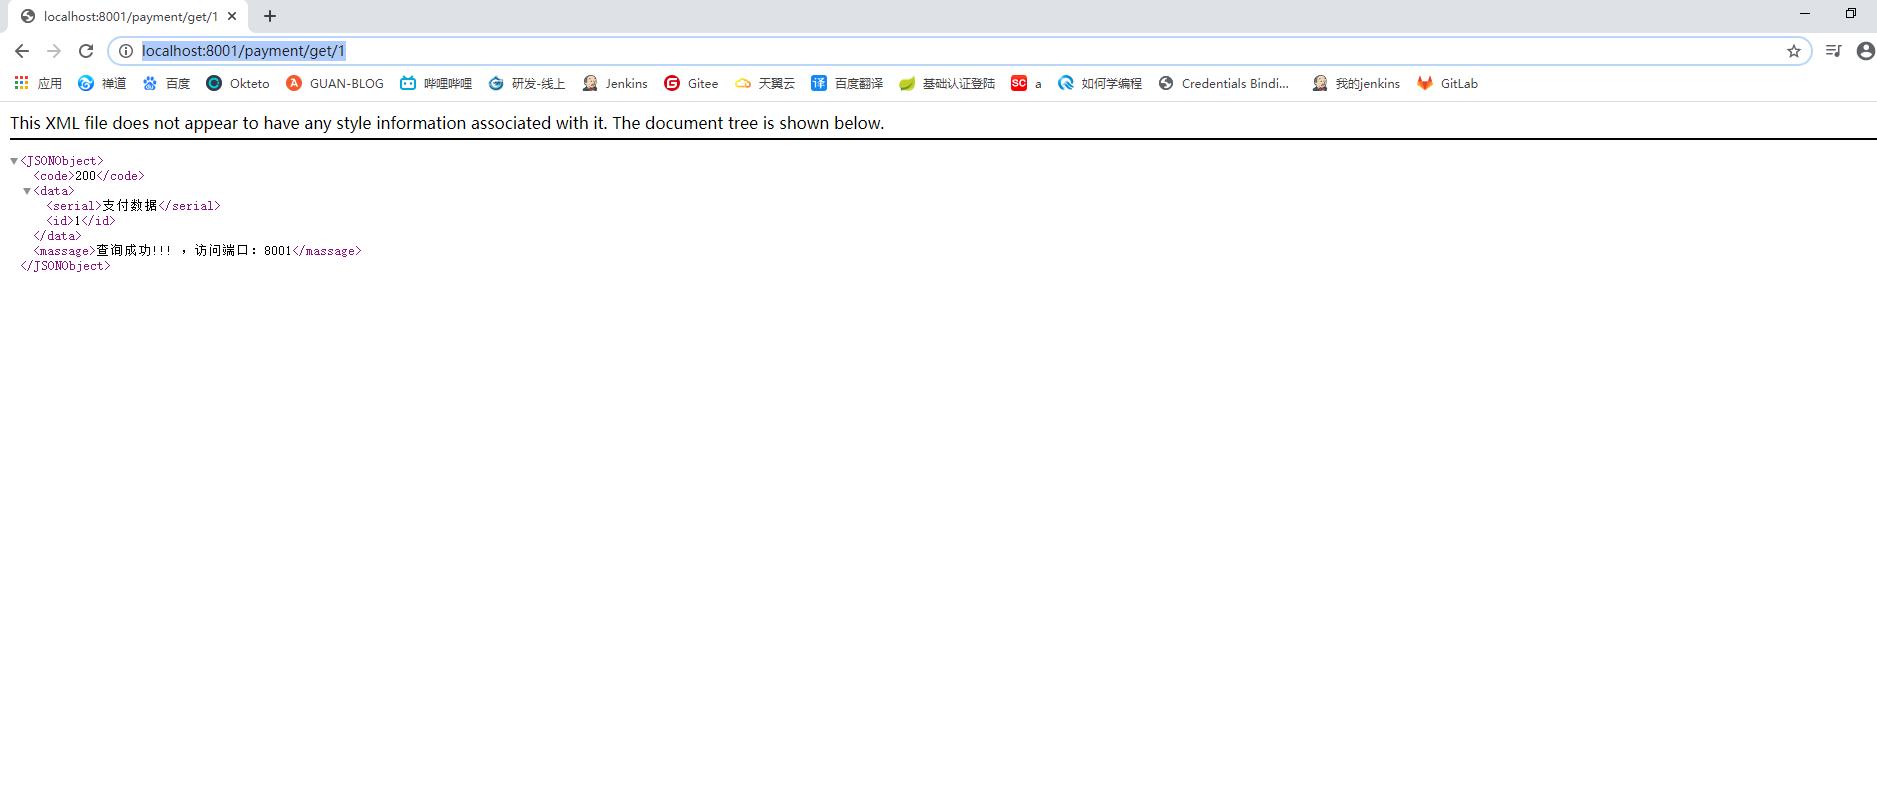 localhost:8001/payment/get/1
localhost:8001/payment/get/1
应用 禅道 百度 Okteto GUAN-BLOG 哔哩哔哩 研发-线上 Jenkins Gitee 天翼云 译 百度翻译 基础认证登陆 SC a 如何学编程 Credentials Bindi... 我的jenkins GitLab
This XML file does not appear to have any style information associated with it. The document tree is shown below.
<JSONObject>
<code>200</code>
<data>
<serial>支付数据</serial>
<id>1</id>
</data>
<massage>查询成功!!! ，访问端口：8001</massage>
</JSONObject>